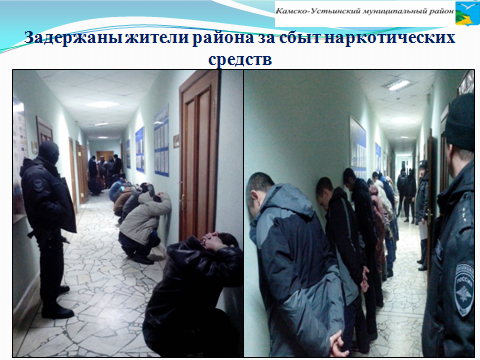 Камско-Устьинский муниципальный район
Задержаны жители района за сбыт наркотических
средств